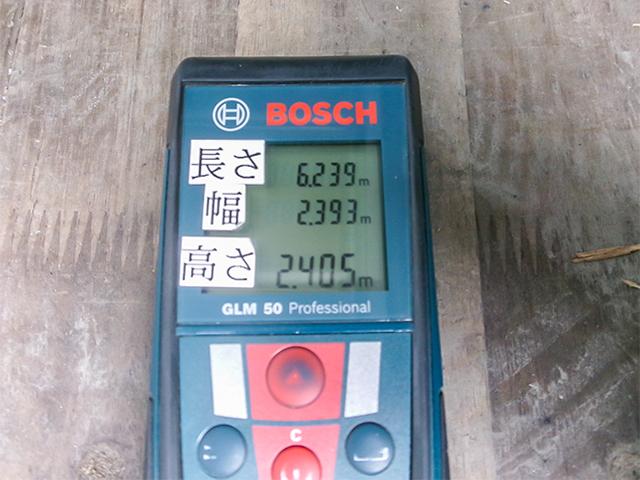 BOSCH
長さ 6.239m
幅 2.393m
高さ 2.405m
GLM 50 Professional
C